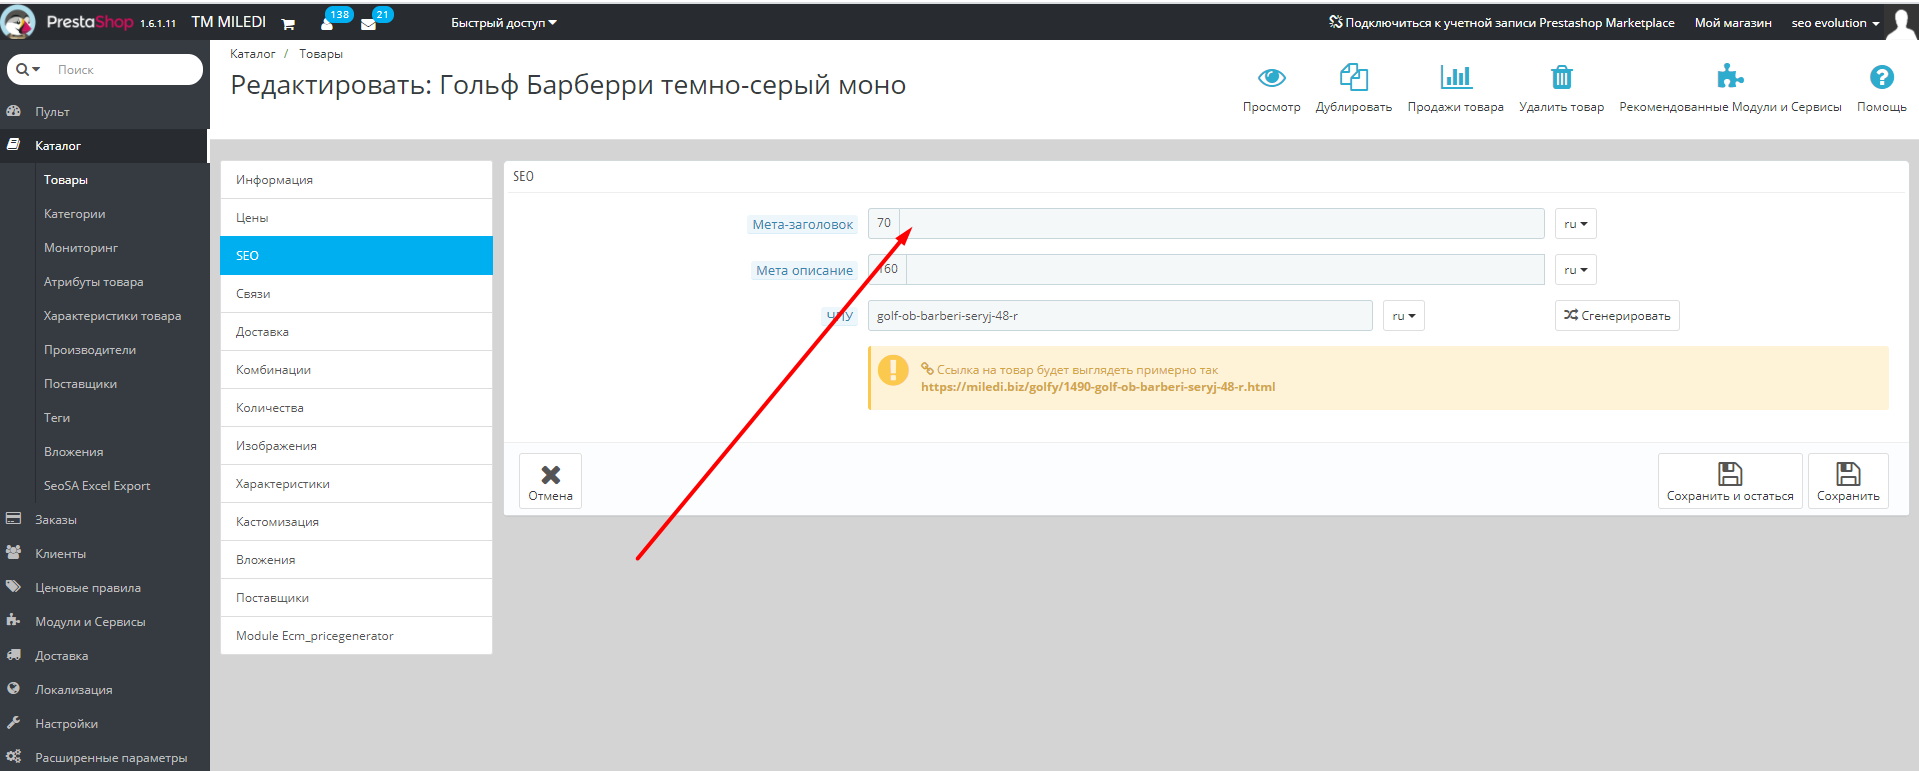 PrestaShop 1.6.1.11 TM MILEDI 138 21 Быстрый доступ Подключиться к учетной записи Prestashop Marketplace Мой магазин seo evolution
Поиск
Пульт
Каталог
Товары
Категории
Мониторинг
Атрибуты товара
Характеристики товара
Производители
Поставщики
Теги
Вложения
SeoSA Excel Export
Заказы
Клиенты
Ценовые правила
Модули и Сервисы
Доставка
Локализация
Настройки
Расширенные параметры
Каталог / Товары
Редактировать: Гольф Барберри темно-серый моно
Просмотр Дублировать Продажи товара Удалить товар Рекомендованные Модули и Сервисы Помощь
Информация
Цены
SEO
Связи
Доставка
Комбинации
Количества
Изображения
Характеристики
Кастомизация
Вложения
Поставщики
Module Ecm_pricegenerator
SEO
Мета-заголовок 70 ru
Мета описание 160 ru
ЧПУ golf-ob-barberi-seryj-48-r ru Сгенерировать
Ссылка на товар будет выглядеть примерно так
https://miledi.biz/golfy/1490-golf-ob-barberi-seryj-48-r.html
Отмена Сохранить и остаться Сохранить